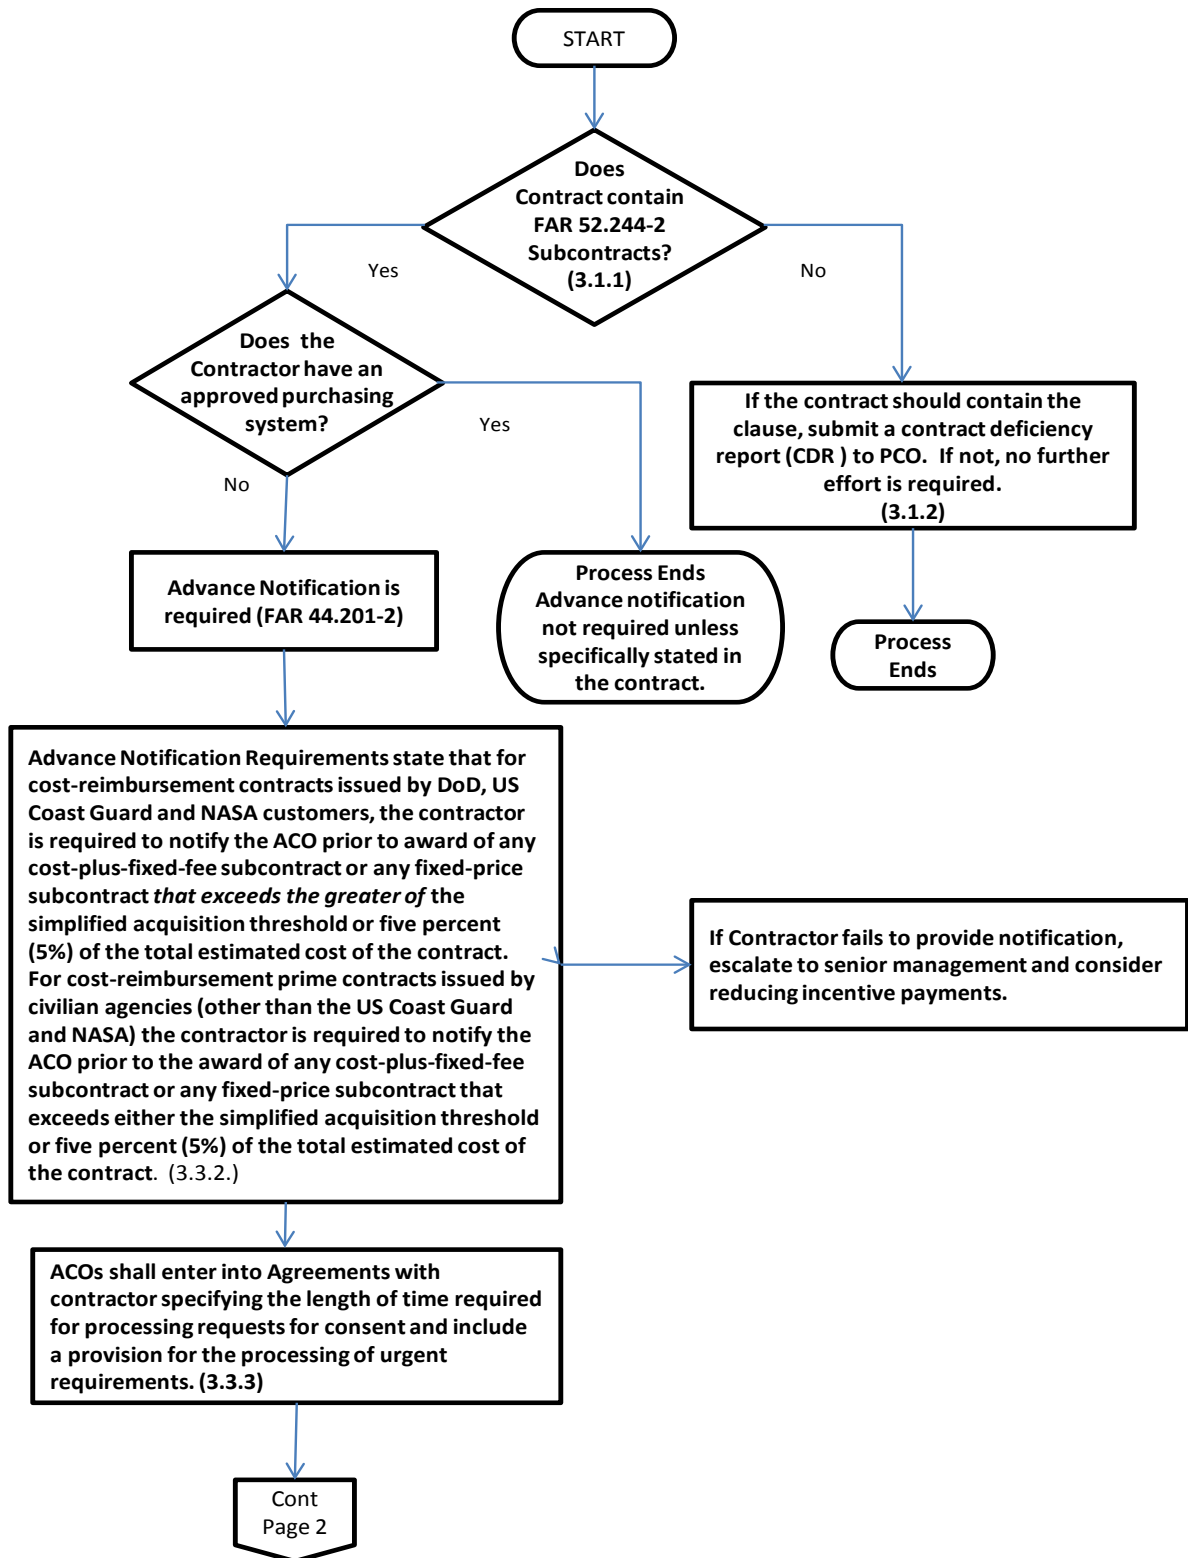 START
Does
Contract contain
FAR 52.244-2
Subcontracts?
(3.1.1)
Yes
No
Does the
Contractor have an
approved purchasing
system?
Yes
No
If the contract should contain the
clause, submit a contract deficiency
report (CDR ) to PCO. If not, no further
effort is required.
(3.1.2)
Advance Notification is
required (FAR 44.201-2)
Process Ends
Advance notification
not required unless
specifically stated in
the contract.
Process
Ends
Advance Notification Requirements state that for
cost-reimbursement contracts issued by DoD, US
Coast Guard and NASA customers, the contractor
is required to notify the ACO prior to award of any
cost-plus-fixed-fee subcontract or any fixed-price
subcontract that exceeds the greater of the
simplified acquisition threshold or five percent
(5%) of the total estimated cost of the contract.
For cost-reimbursement prime contracts issued by
civilian agencies (other than the US Coast Guard
and NASA) the contractor is required to notify the
ACO prior to the award of any cost-plus-fixed-fee
subcontract or any fixed-price subcontract that
exceeds either the simplified acquisition threshold
or five percent (5%) of the total estimated cost of
the contract. (3.3.2.)
If Contractor fails to provide notification,
escalate to senior management and consider
reducing incentive payments.
ACOs shall enter into Agreements with
contractor specifying the length of time required
for processing requests for consent and include
a provision for the processing of urgent
requirements. (3.3.3)
Cont
Page 2